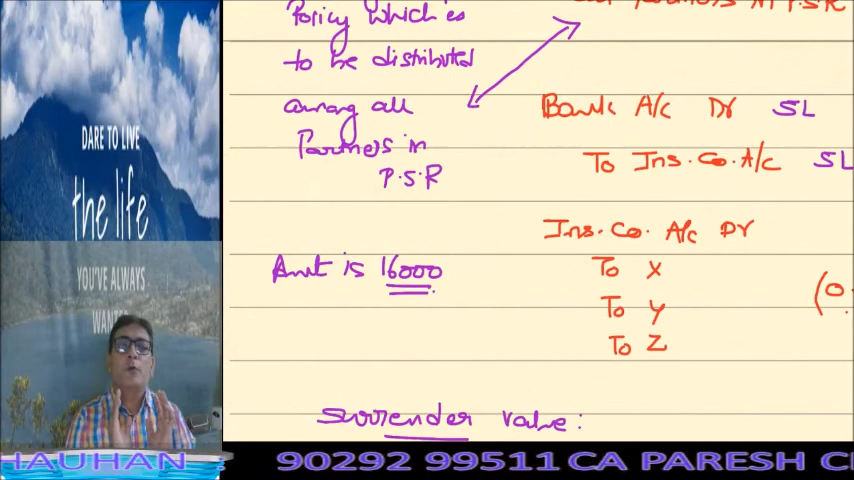 Policy which is
to be distributed
among all
Partners in
P.S.R
Amt is 16000
Surrender value:
Bank A/c Dr SL
To Ins.Co.A/c SL
Ins.Co. A/c Dr
To X
To Y
To Z
DARE TO LIVE
the life
YOU'VE ALWAYS
HAUHAN 90292 99511 CA PARESH C